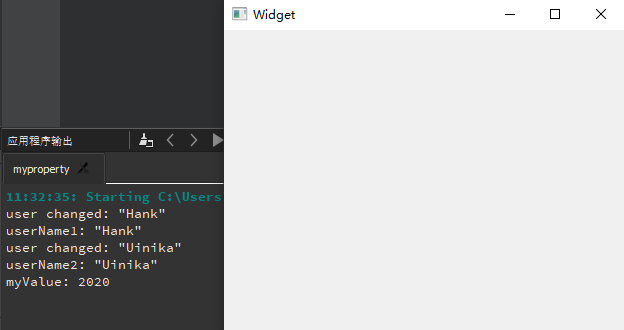 Widget
应用程序输出
myproperty
11:32:35: Starting C:\Users
user changed: "Hank"
userName1: "Hank"
user changed: "Uinika"
userName2: "Uinika"
myValue: 2020